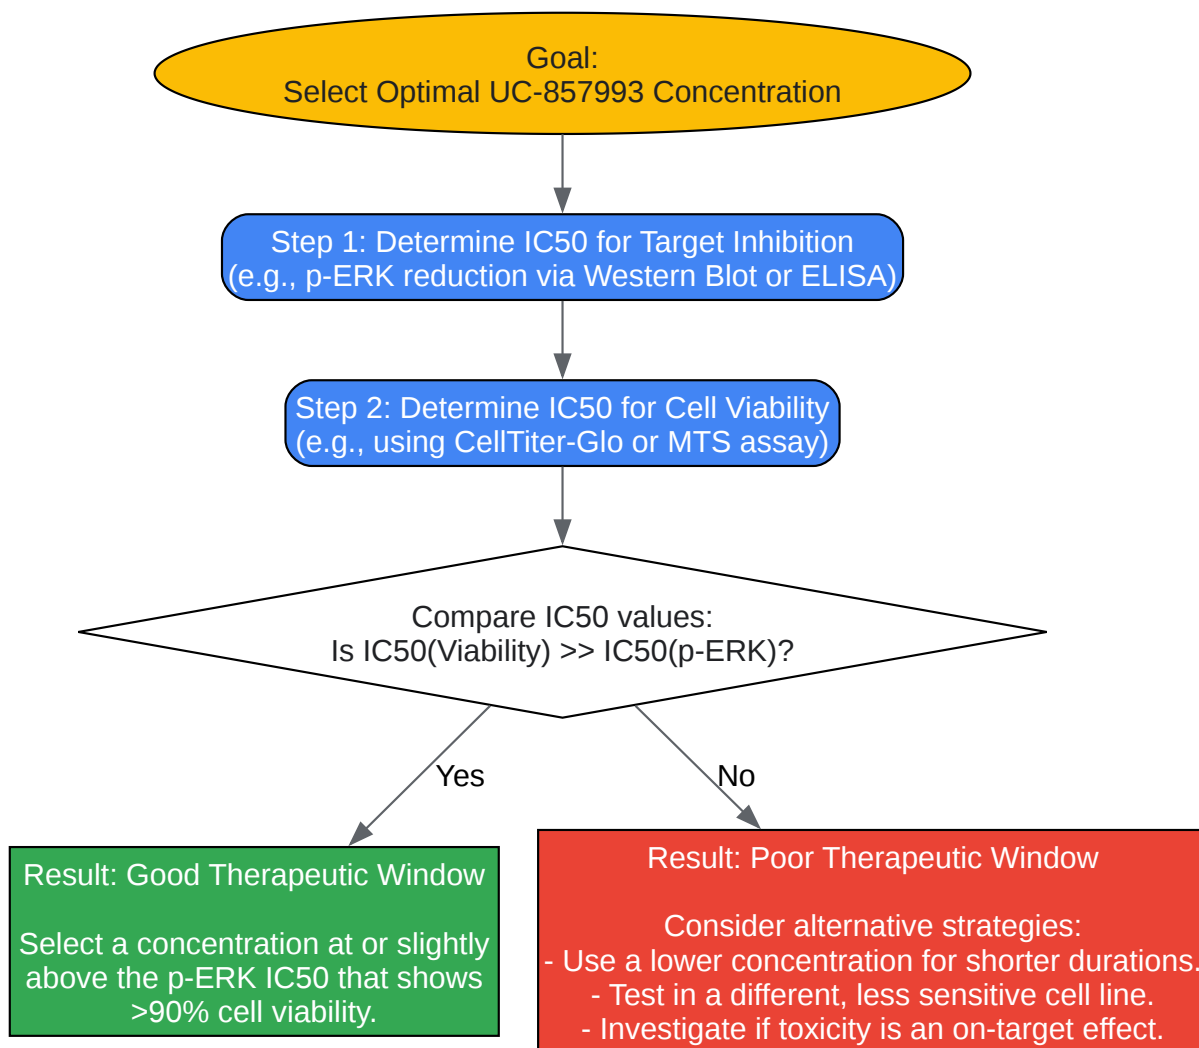 Goal:
Select Optimal UC-857993 Concentration
Step 1: Determine IC50 for Target Inhibition
(e.g., p-ERK reduction via Western Blot or ELISA)
Step 2: Determine IC50 for Cell Viability
(e.g., using CellTiter-Glo or MTS assay)
Compare IC50 values:
Is IC50(Viability) >> IC50(p-ERK)?
Yes
No
Result: Good Therapeutic Window
Select a concentration at or slightly
above the p-ERK IC50 that shows
>90% cell viability.
Result: Poor Therapeutic Window
Consider alternative strategies:
- Use a lower concentration for shorter durations.
- Test in a different, less sensitive cell line.
- Investigate if toxicity is an on-target effect.